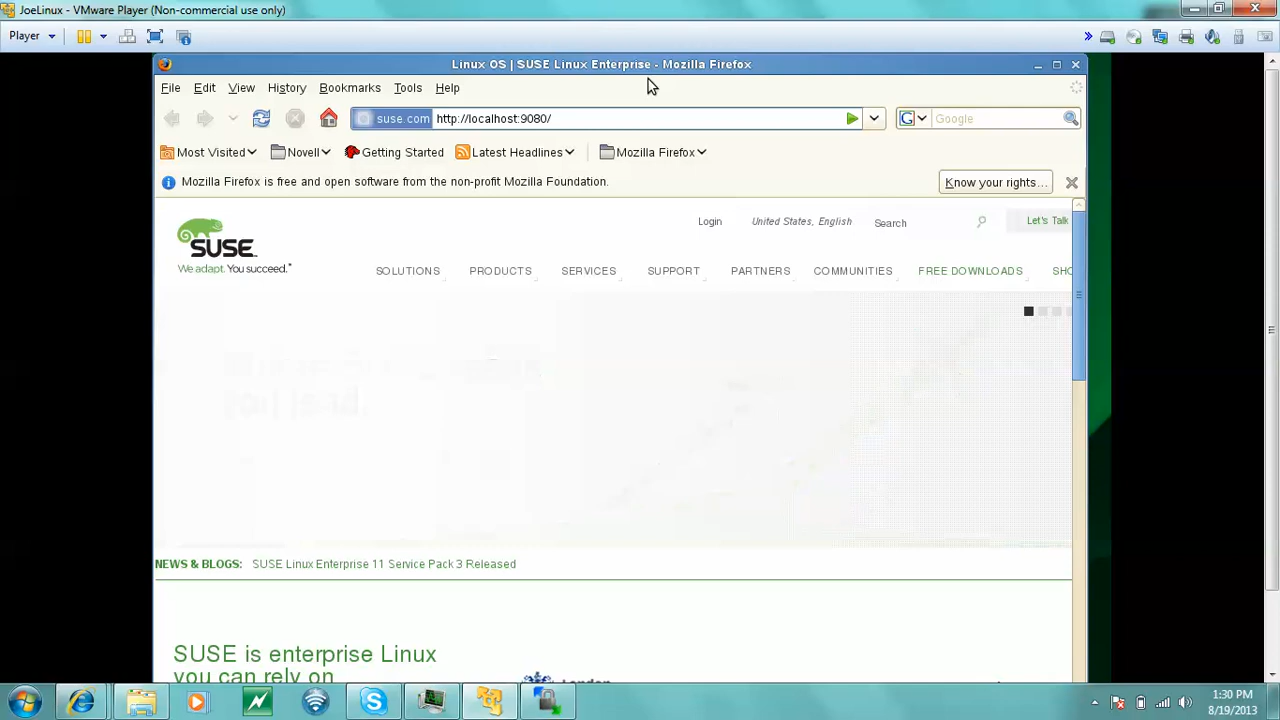 JoeLinux - VMware Player (Non-commercial use only)
Player
Linux OS | SUSE Linux Enterprise - Mozilla Firefox
File Edit View History Bookmarks Tools Help
suse.com http://localhost:9080/ G Google
Most Visited Novell Getting Started Latest Headlines Mozilla Firefox
Mozilla Firefox is free and open software from the non-profit Mozilla Foundation. Know your rights...
Login United States, English Search Let's Talk
SUSE
We adapt. You succeed.
SOLUTIONS PRODUCTS SERVICES SUPPORT PARTNERS COMMUNITIES FREE DOWNLOADS SHO
you lead.
NEWS & BLOGS: SUSE Linux Enterprise 11 Service Pack 3 Released
SUSE is enterprise Linux
you can rely on
London
1:30 PM
8/19/2013